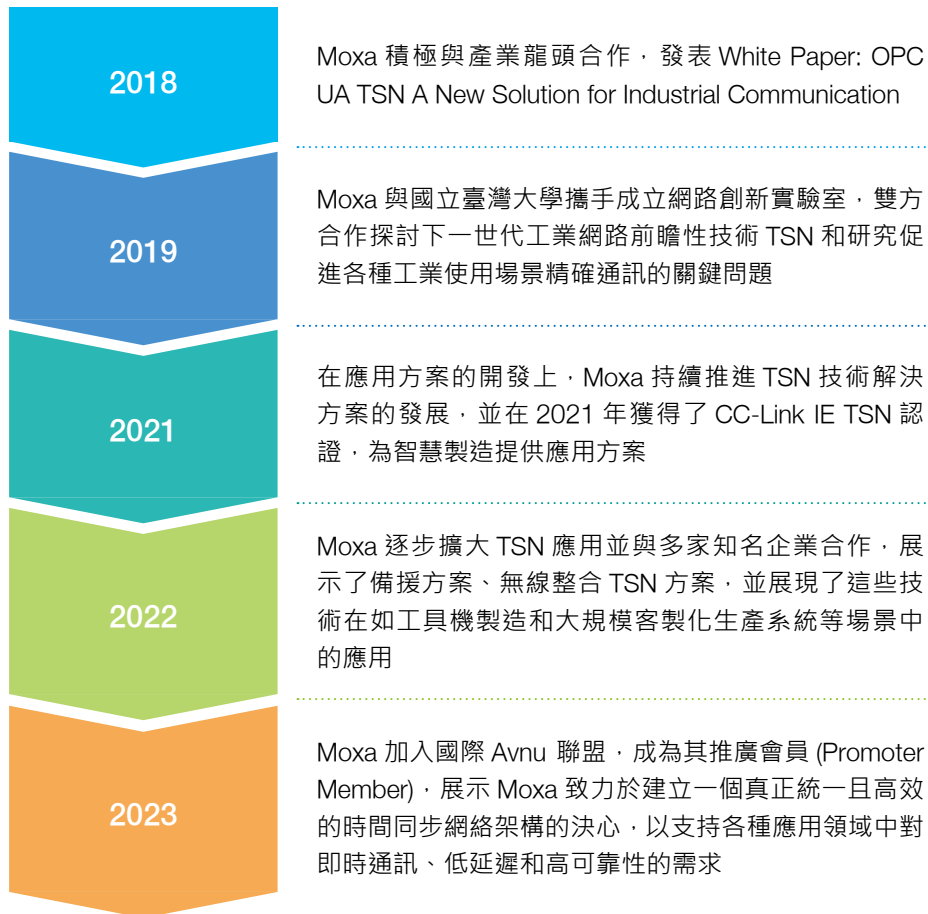 2018
Moxa 積極與產業龍頭合作，發表 White Paper: OPC
UA TSN A New Solution for Industrial Communication
2019
Moxa 與國立臺灣大學攜手成立網路創新實驗室，雙方
合作探討下一世代工業網路前瞻性技術 TSN 和研究促
進各種工業使用場景精確通訊的關鍵問題
2021
在應用方案的開發上，Moxa 持續推進 TSN 技術解決
方案的發展，並在 2021 年獲得了 CC-Link IE TSN 認
證，為智慧製造提供應用方案
2022
Moxa 逐步擴大 TSN 應用並與多家知名企業合作，展
示了備援方案、無線整合 TSN 方案，並展現了這些技
術在如工具機製造和大規模客製化生產系統等場景中
的應用
2023
Moxa 加入國際 Avnu 聯盟，成為其推廣會員 (Promoter
Member)，展示 Moxa 致力於建立一個真正統一且高效
的時間同步網絡架構的決心，以支持各種應用領域中對
即時通訊、低延遲和高可靠性的需求